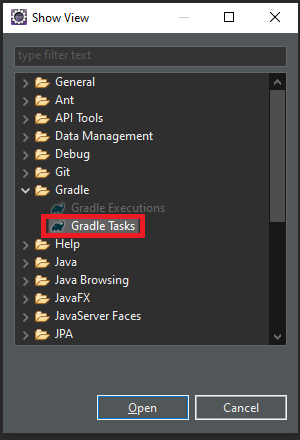 Show View
type filter text
General
Ant
API Tools
Data Management
Debug
Git
Gradle
Gradle Executions
Gradle Tasks
Help
Java
Java Browsing
JavaFX
JavaServer Faces
JPA
Open
Cancel